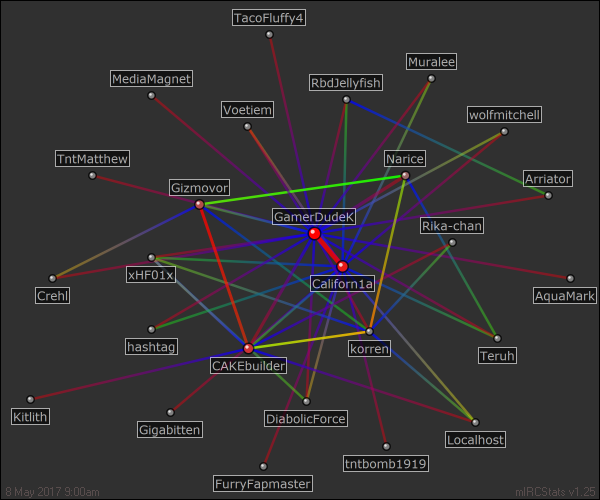 TacoFluffy4
Muralee
MediaMagnet
RbdJellyfish
Voetiem
wolfmitchell
TntMatthew
Narice
Gizmovor
Arriator
GamerDudeK
Rika-chan
xHF01X
Californ1a
Crehl
AquaMark
hashtag
korren
Teruh
CAKEbuilder
Kitlith
DiabolicForce
Gigabitten
Localhost
tntbomb1919
FurryFapmaster
8 May 2017 9:00am
mIRCStats v1.25